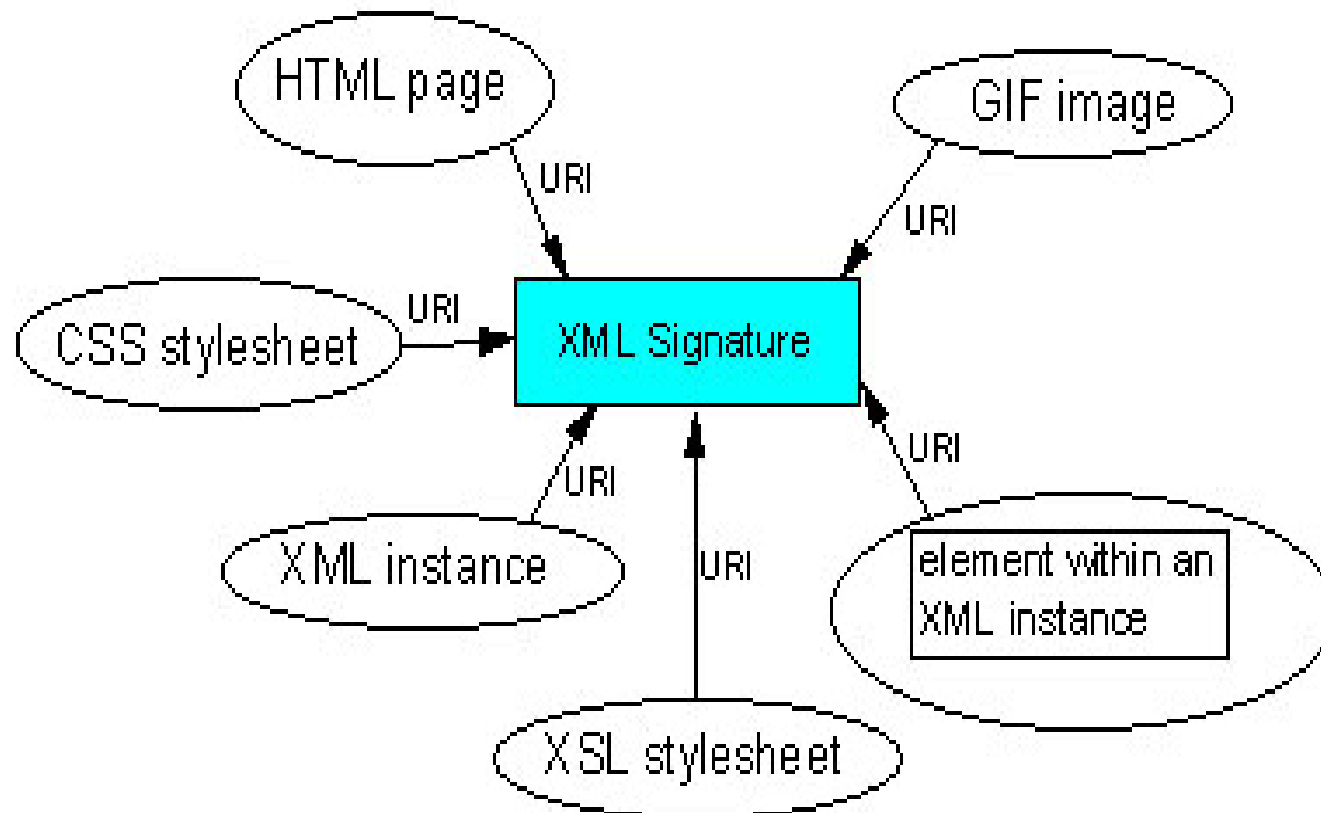 HTML page
GIF image
URI
URI
URI
CSS stylesheet
XML Signature
URI
URI
XML instance
URI
element within an
XML instance
XSL stylesheet